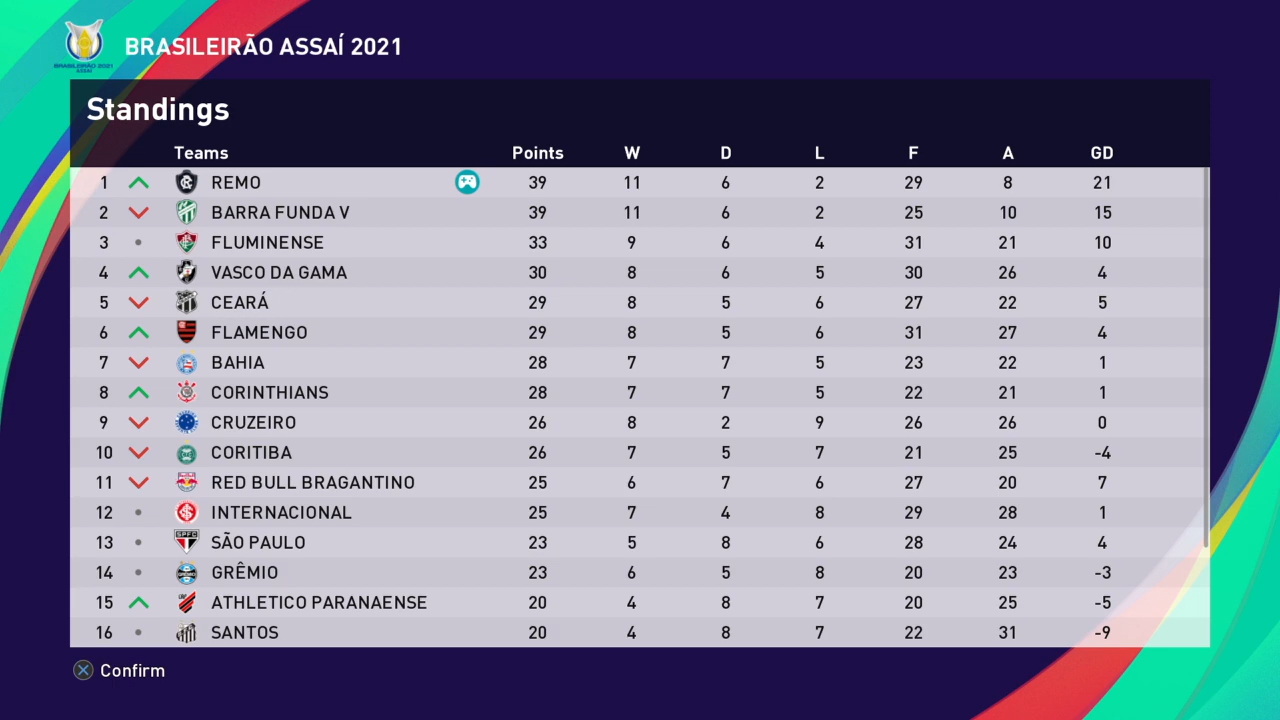 BRASILEIRÃO ASSAÍ 2021
BRASILEIRÃO 2021
ASSAÍ
Standings
Teams Points W D L F A GD
1 REMO 39 11 6 2 29 8 21
2 BARRA FUNDA V 39 11 6 2 25 10 15
3 FLUMINENSE 33 9 6 4 31 21 10
4 VASCO DA GAMA 30 8 6 5 30 26 4
5 CEARÁ 29 8 5 6 27 22 5
6 FLAMENGO 29 8 5 6 31 27 4
7 BAHIA 28 7 7 5 23 22 1
8 CORINTHIANS 28 7 7 5 22 21 1
9 CRUZEIRO 26 8 2 9 26 26 0
10 CORITIBA 26 7 5 7 21 25 -4
11 RED BULL BRAGANTINO 25 6 7 6 27 20 7
12 INTERNACIONAL 25 7 4 8 29 28 1
13 SPFC SÃO PAULO 23 5 8 6 28 24 4
14 GRÊMIO 23 6 5 8 20 23 -3
15 ATHLETICO PARANAENSE 20 4 8 7 20 25 -5
16 SANTOS 20 4 8 7 22 31 -9
Confirm